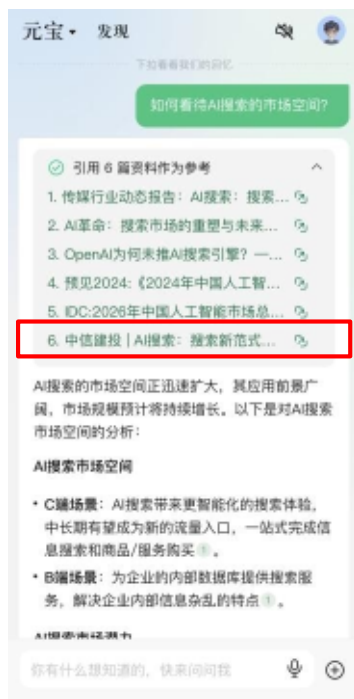 元宝
发现
下拉看看我们的回忆
如何看待AI搜索的市场空间?
引用 6 篇资料作为参考
1. 传媒行业动态报告：AI搜索：搜索...
2. AI革命：搜索市场的重塑与未来...
3. OpenAI为何未推AI搜索引擎？—...
4. 预见2024:《2024年中国人工智...
5. IDC:2026年中国人工智能市场总...
6. 中信建投 | AI搜索：搜索新范式...
AI搜索的市场空间正迅速扩大，其应用前景广
阔，市场规模预计将持续增长。以下是对AI搜索
市场空间的分析：
AI搜索市场空间
• C端场景：AI搜索带来更智能化的搜索体验，
中长期有望成为新的流量入口，一站式完成信
息搜索和商品/服务购买 1 。
• B端场景：为企业的内部数据库提供搜索服
务，解决企业内部信息杂乱的特点 1 。
AI搜索市场潜力
你有什么想知道的，快来问问我